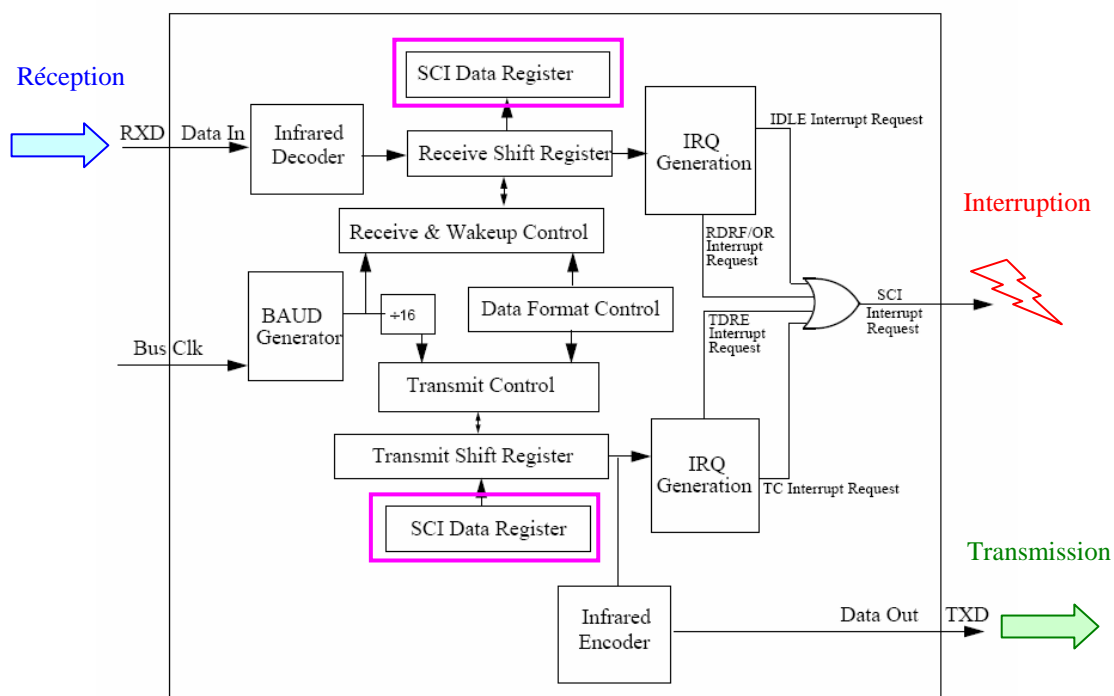 Réception
RXD
Data In
Infrared
Decoder
SCI Data Register
Receive Shift Register
IRQ
Generation
IDLE Interrupt Request
Interruption
Receive & Wakeup Control
RDRF/OR
Interrupt
Request
BAUD
Generator
÷16
Data Format Control
SCI
Interrupt
Request
Bus Clk
TDRE
Interrupt
Request
Transmit Control
Transmit Shift Register
IRQ
Generation
TC Interrupt Request
SCI Data Register
Transmission
Infrared
Encoder
Data Out
TXD